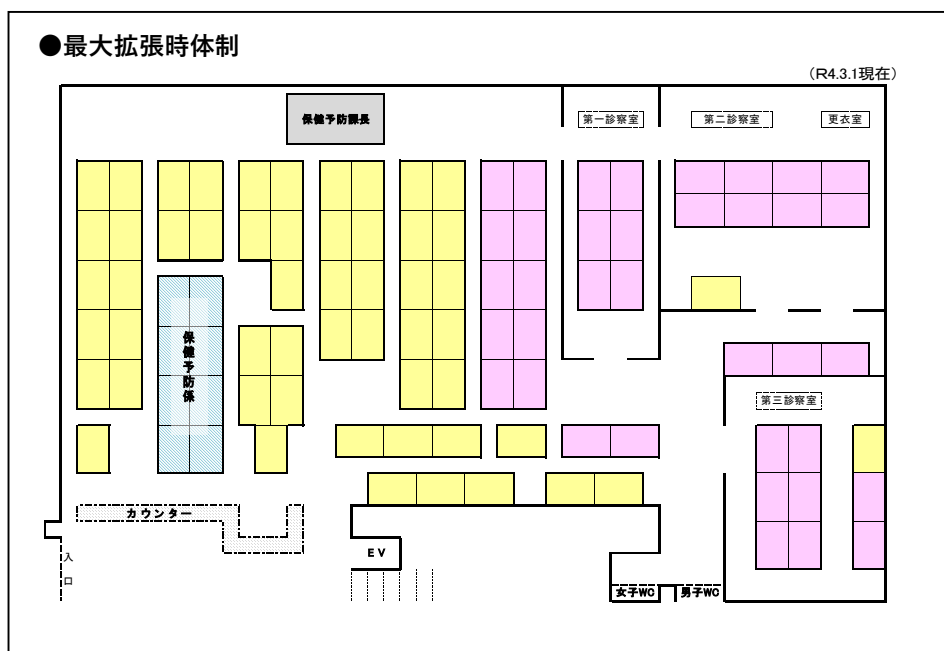 ●最大拡張時体制
（R4.3.1現在）
保健予防課長
第一診察室
第二診察室
更衣室
保健予防係
第三診察室
カウンター
入口
ＥＶ
女子WC
男子WC